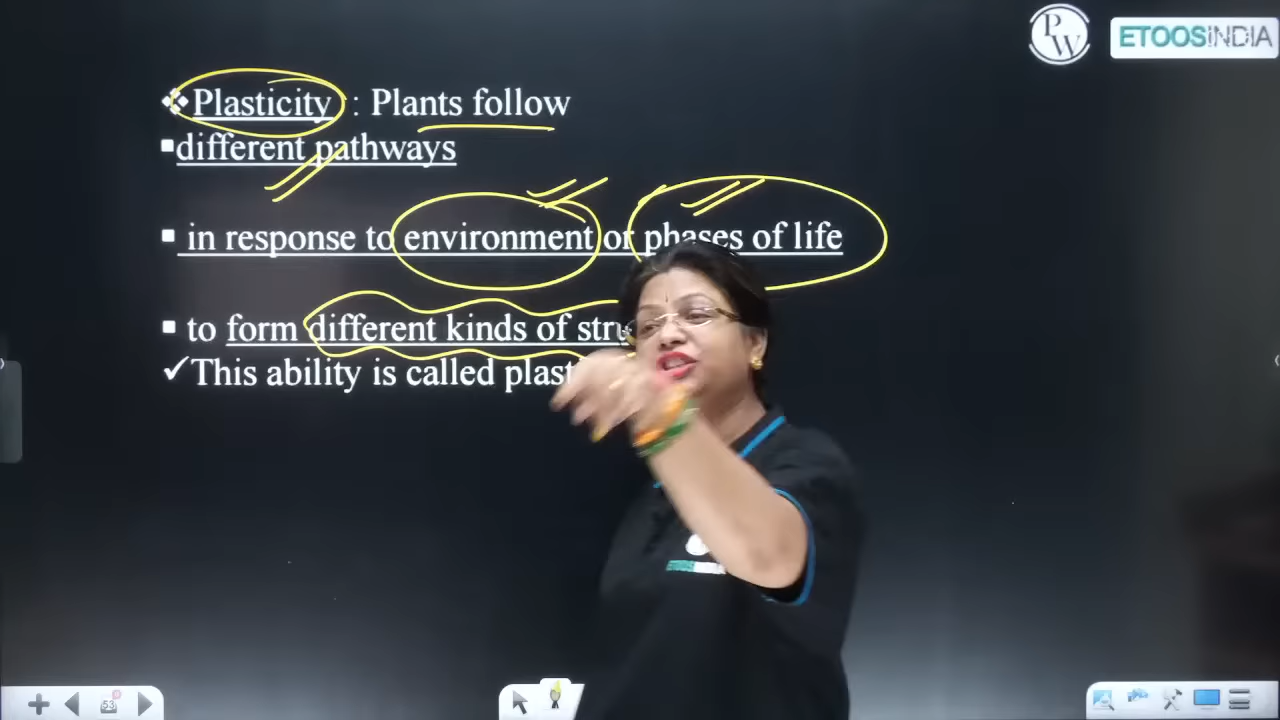 PW
ETOOSINDIA
❖Plasticity : Plants follow
▪different pathways
▪ in response to environment or phases of life
▪ to form different kinds of
✓This ability is called
53